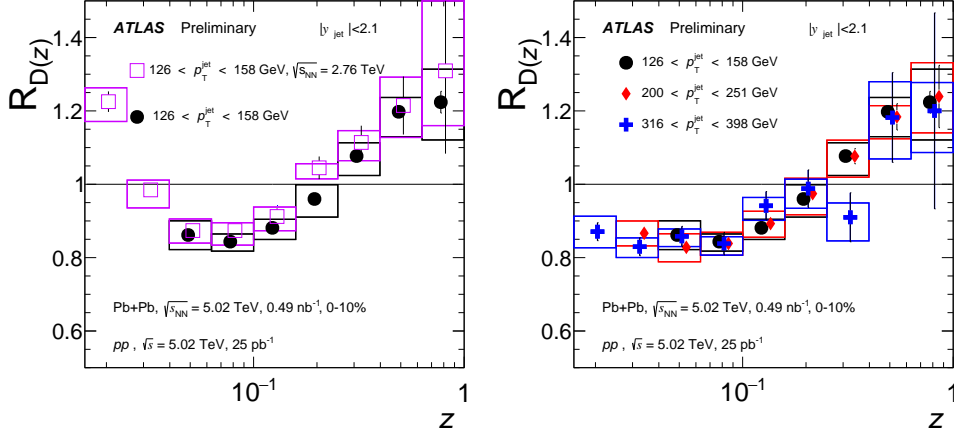 ATLAS Preliminary |y jet|<2.1
126 < p_T^jet < 158 GeV, √s_NN = 2.76 TeV
126 < p_T^jet < 158 GeV
Pb+Pb, √s_NN = 5.02 TeV, 0.49 nb⁻¹, 0-10%
pp , √s = 5.02 TeV, 25 pb⁻¹
R_D(z)
1.4
1.2
1
0.8
0.6
10⁻¹ 1
z
ATLAS Preliminary |y jet|<2.1
126 < p_T^jet < 158 GeV
200 < p_T^jet < 251 GeV
316 < p_T^jet < 398 GeV
Pb+Pb, √s_NN = 5.02 TeV, 0.49 nb⁻¹, 0-10%
pp , √s = 5.02 TeV, 25 pb⁻¹
R_D(z)
1.4
1.2
1
0.8
0.6
10⁻¹ 1
z